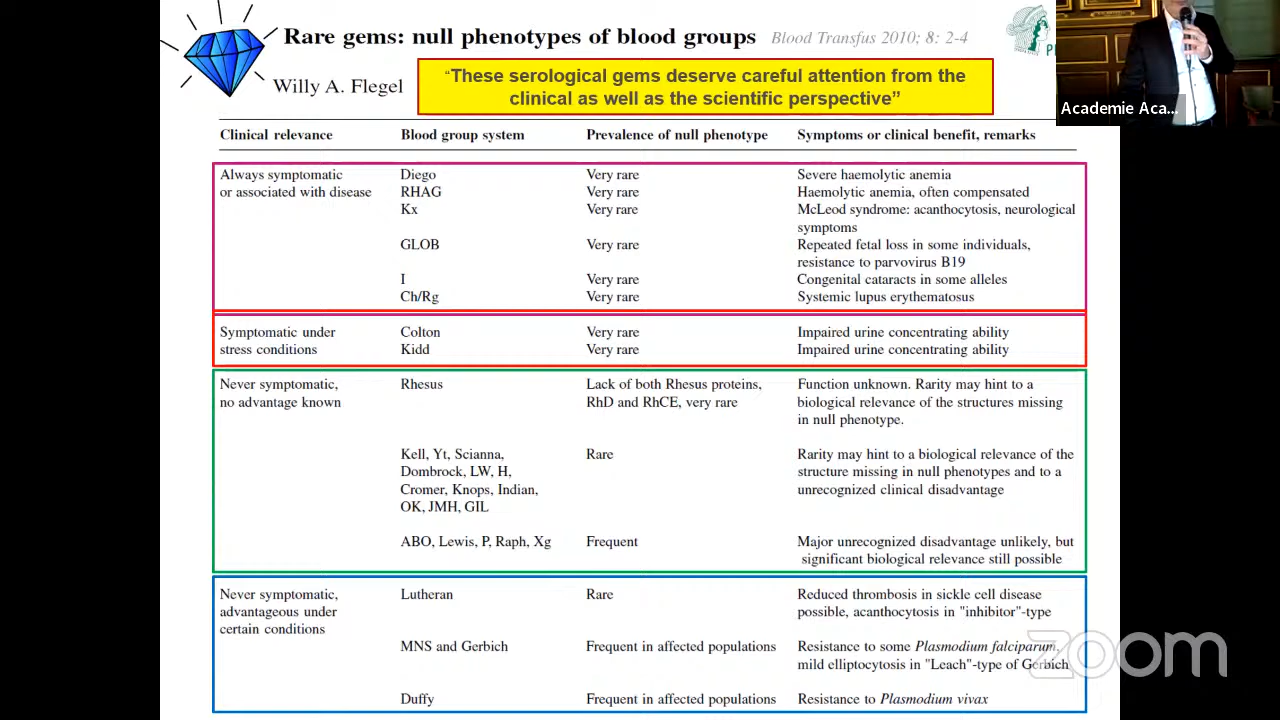 Rare gems: null phenotypes of blood groups Blood Transfus 2010; 8: 2-4
Willy A. Flegel
“These serological gems deserve careful attention from the
clinical as well as the scientific perspective”
Academie Aca...
Clinical relevance Blood group system Prevalence of null phenotype Symptoms or clinical benefit, remarks
Always symptomatic Diego Very rare Severe haemolytic anemia
or associated with disease RHAG Very rare Haemolytic anemia, often compensated
Kx Very rare McLeod syndrome: acanthocytosis, neurological
symptoms
GLOB Very rare Repeated fetal loss in some individuals,
resistance to parvovirus B19
I Very rare Congenital cataracts in some alleles
Ch/Rg Very rare Systemic lupus erythematosus
Symptomatic under Colton Very rare Impaired urine concentrating ability
stress conditions Kidd Very rare Impaired urine concentrating ability
Never symptomatic, Rhesus Lack of both Rhesus proteins, Function unknown. Rarity may hint to a
no advantage known RhD and RhCE, very rare biological relevance of the structures missing
in null phenotype.
Kell, Yt, Scianna, Rare Rarity may hint to a biological relevance of the
Dombrock, LW, H, structure missing in null phenotypes and to a
Cromer, Knops, Indian, unrecognized clinical disadvantage
OK, JMH, GIL
ABO, Lewis, P, Raph, Xg Frequent Major unrecognized disadvantage unlikely, but
significant biological relevance still possible
Never symptomatic, Lutheran Rare Reduced thrombosis in sickle cell disease
advantageous under possible, acanthocytosis in "inhibitor"-type
certain conditions
MNS and Gerbich Frequent in affected populations Resistance to some Plasmodium falciparum,
mild elliptocytosis in "Leach"-type of Gerbich
Duffy Frequent in affected populations Resistance to Plasmodium vivax
zoom